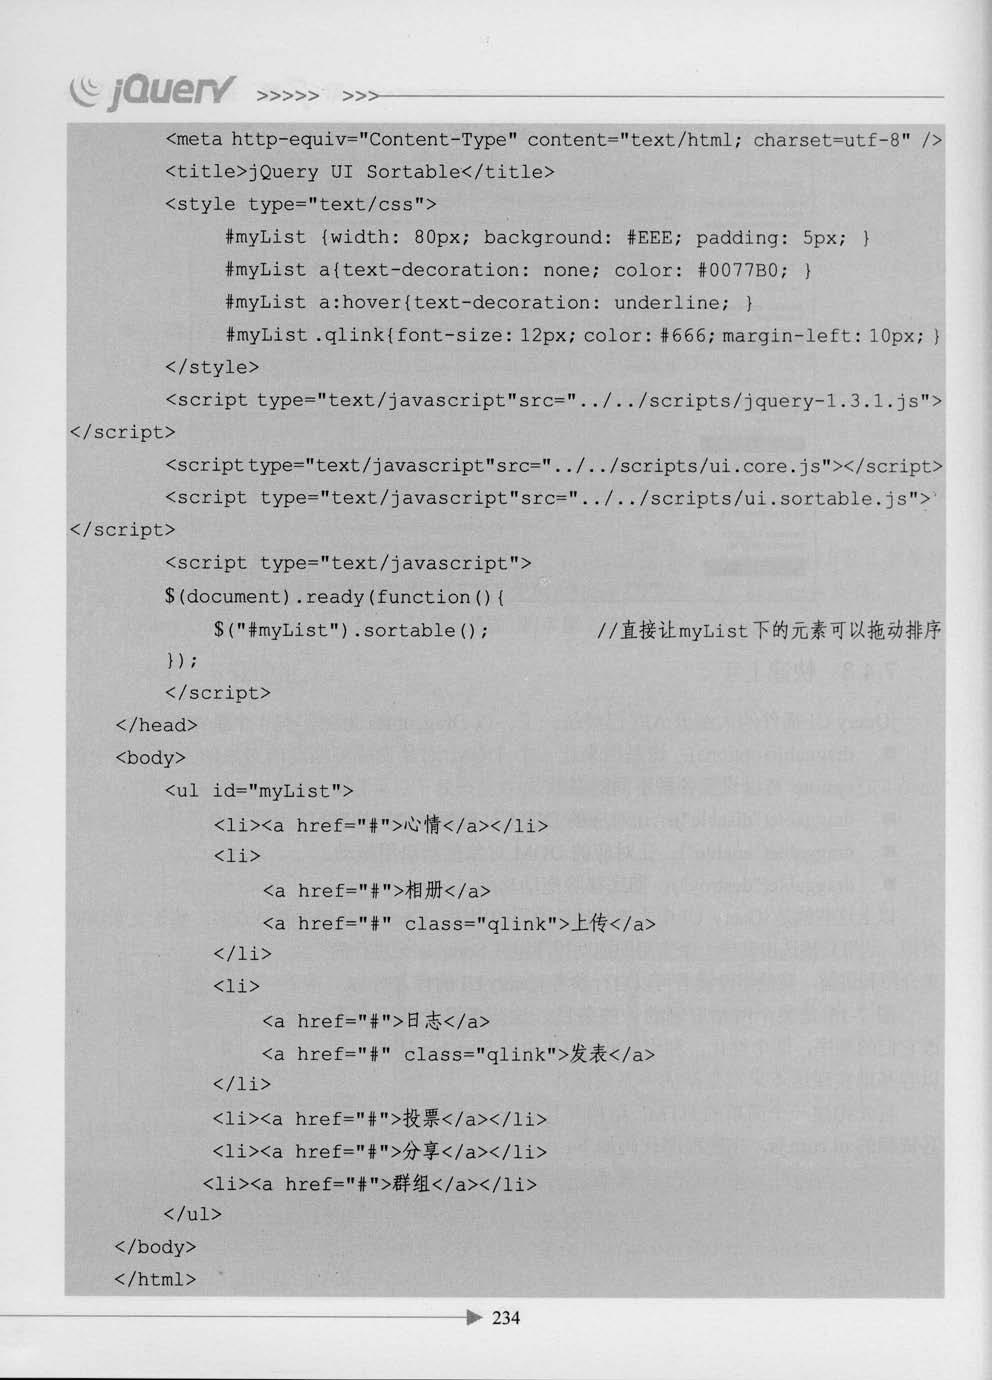 jQuery >>>>> >>>
<meta http-equiv="Content-Type" content="text/html; charset=utf-8" />
<title>jQuery UI Sortable</title>
<style type="text/css">
#myList {width: 80px; background: #EEE; padding: 5px; }
#myList a{text-decoration: none; color: #0077B0; }
#myList a:hover{text-decoration: underline; }
#myList .qlink{font-size: 12px; color: #666; margin-left: 10px; }
</style>
<script type="text/javascript"src="../../scripts/jquery-1.3.1.js">
</script>
<script type="text/javascript"src="../../scripts/ui.core.js"></script>
<script type="text/javascript"src="../../scripts/ui.sortable.js">
</script>
<script type="text/javascript">
$(document).ready(function(){
$("#myList").sortable(); //直接让myList下的元素可以拖动排序
});
</script>
</head>
<body>
<ul id="myList">
<li><a href="#">心情</a></li>
<li>
<a href="#">相册</a>
<a href="#" class="qlink">上传</a>
</li>
<li>
<a href="#">日志</a>
<a href="#" class="qlink">发表</a>
</li>
<li><a href="#">投票</a></li>
<li><a href="#">分享</a></li>
<li><a href="#">群组</a></li>
</ul>
</body>
</html>
234